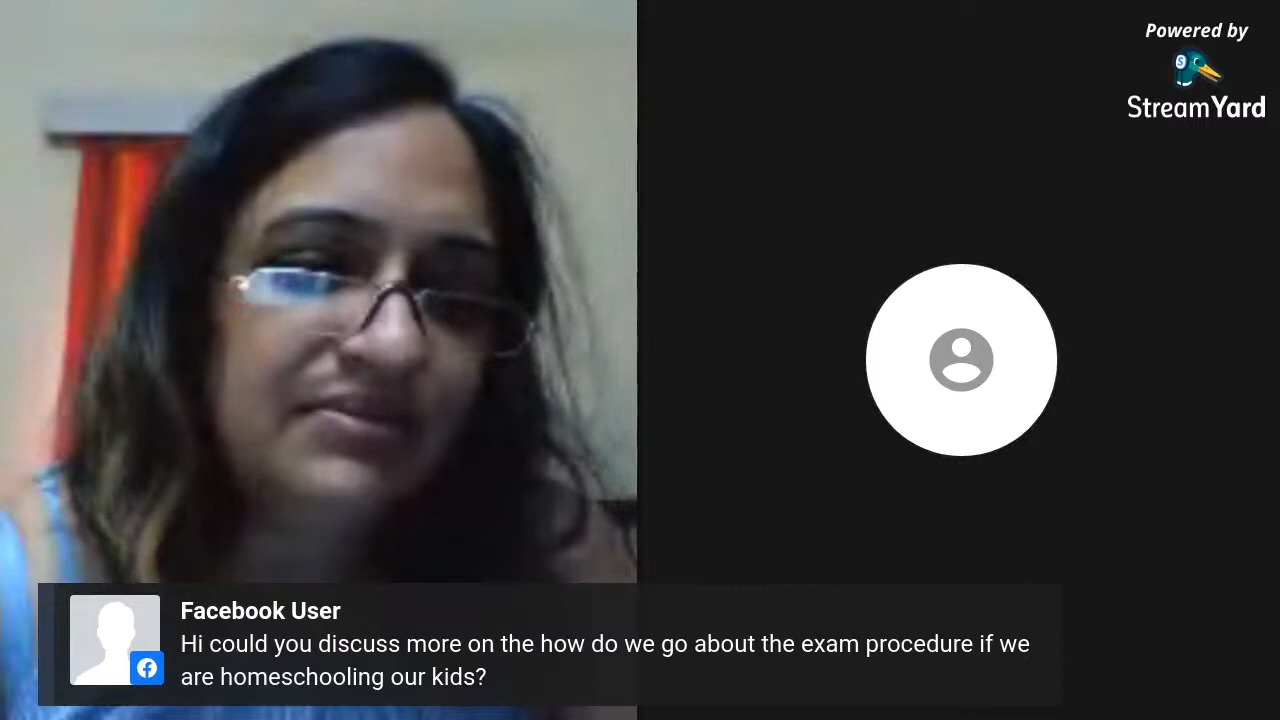 Powered by
StreamYard
Facebook User
Hi could you discuss more on the how do we go about the exam procedure if we
are homeschooling our kids?